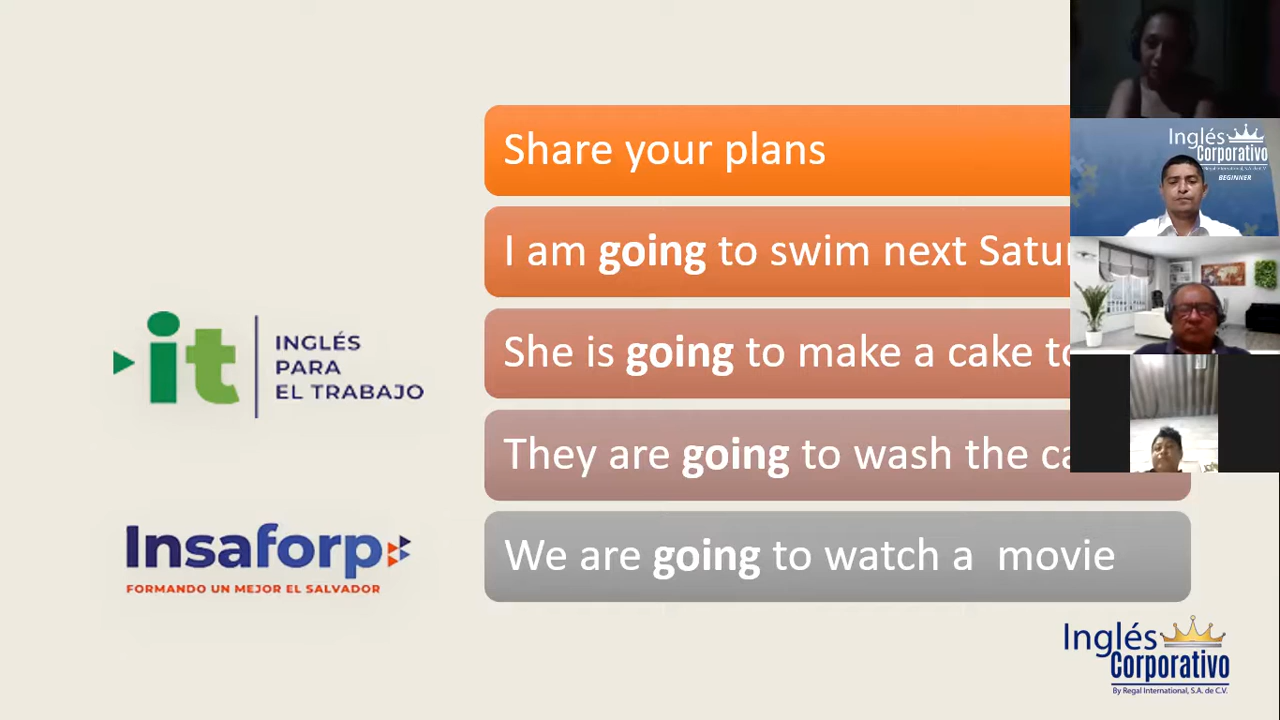 Share your plans
I am going to swim next Satu
She is going to make a cake to
They are going to wash the ca
We are going to watch a movie
it
INGLÉS
PARA
EL TRABAJO
Insaforp
FORMANDO UN MEJOR EL SALVADOR
Inglés
Corporativo
By Regal International, S.A. de C.V.
Inglés
Corporativo
BEGINNER